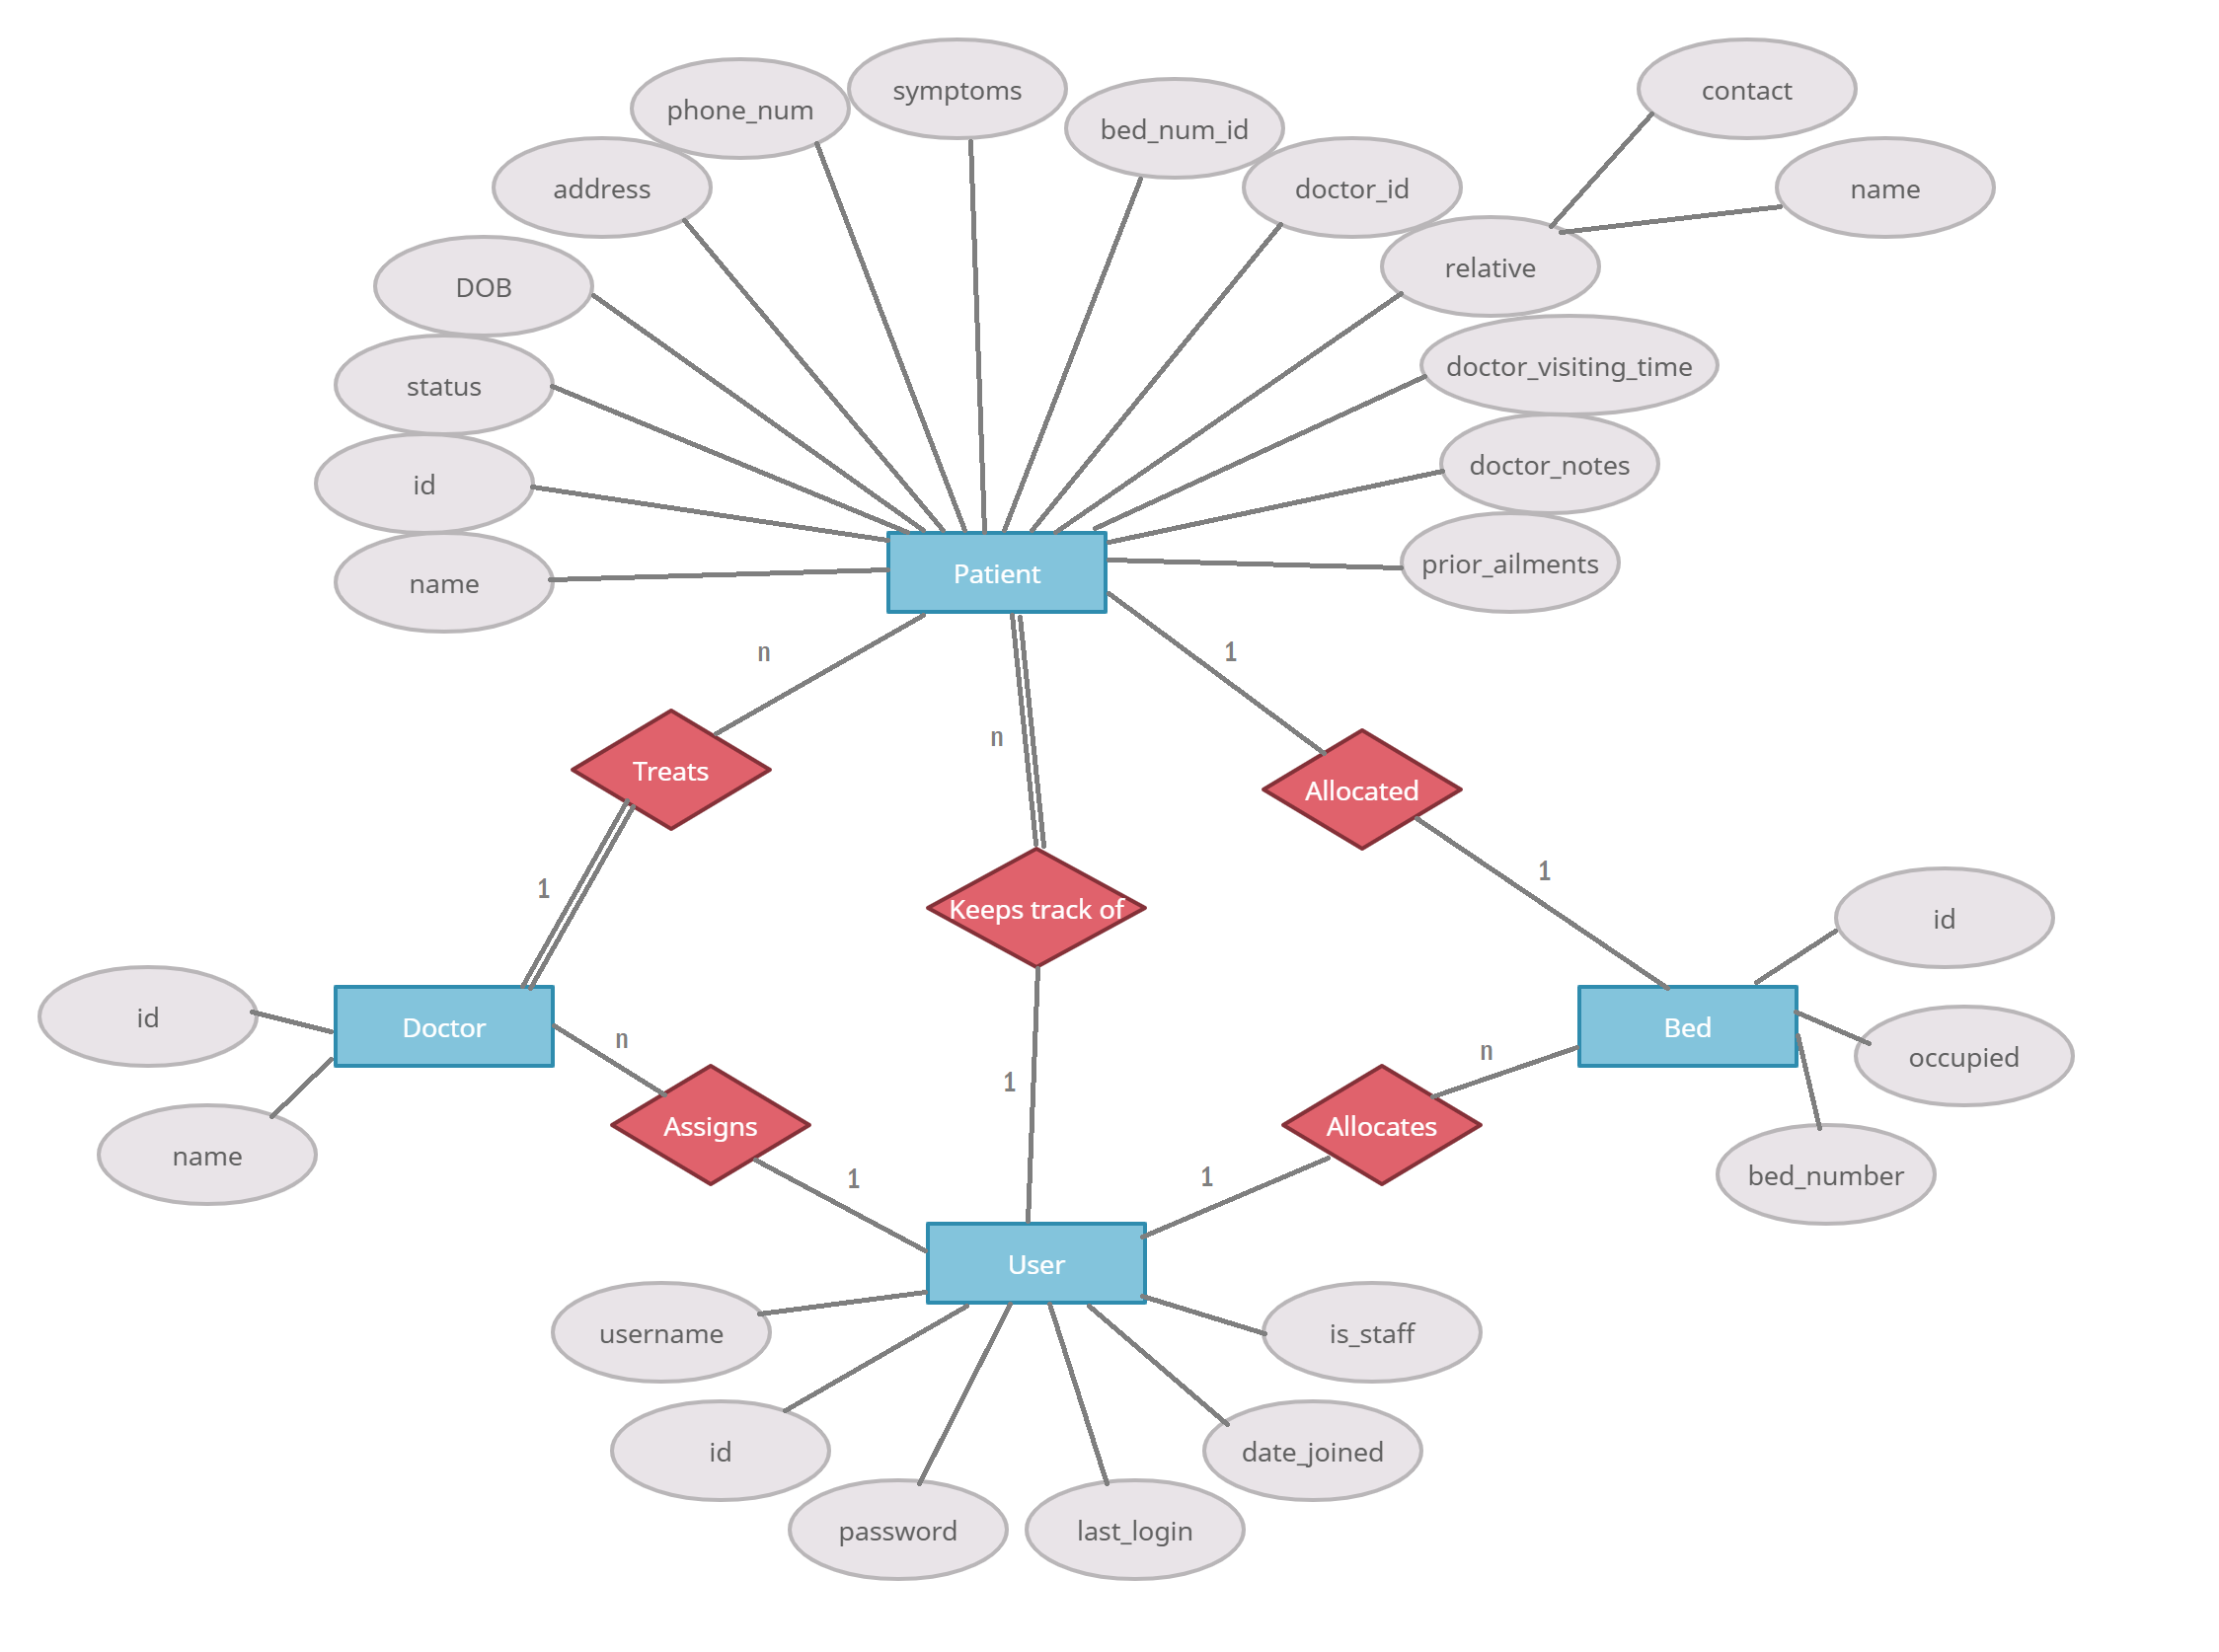 symptoms
contact
phone_num
bed_num_id
address
doctor_id
name
relative
DOB
doctor_visiting_time
status
doctor_notes
id
prior_ailments
Patient
name
n
1
n
Treats
Allocated
1
1
Keeps track of
id
id
Doctor
Bed
n
n
occupied
1
Assigns
Allocates
name
1
1
bed_number
User
username
is_staff
id
date_joined
password
last_login